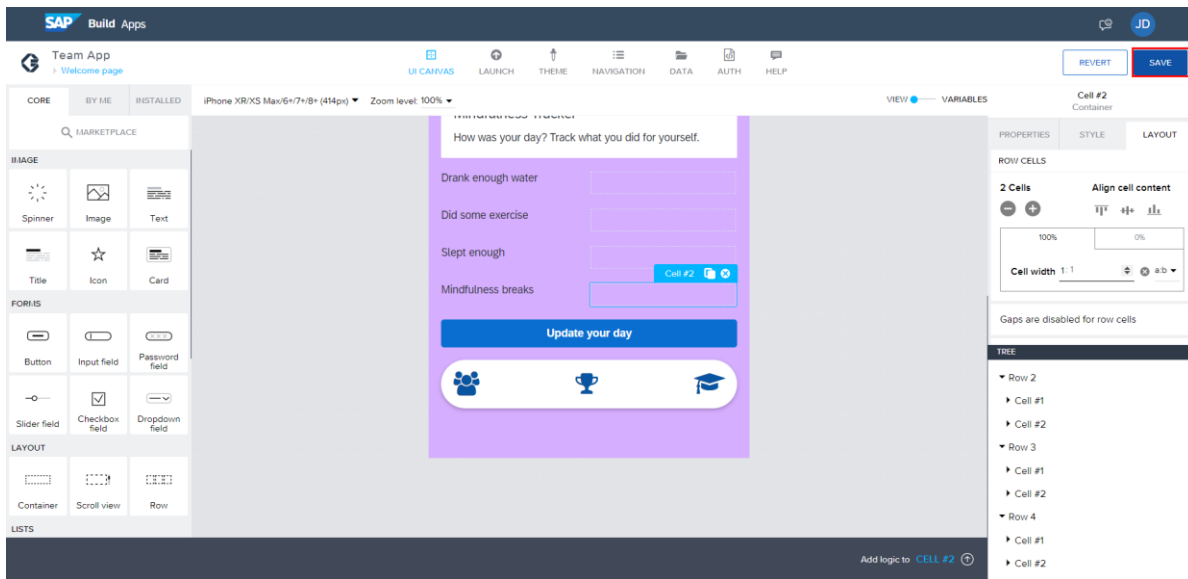 SAP Build Apps
JD
Team App
› Welcome page
UI CANVAS
LAUNCH
THEME
NAVIGATION
DATA
AUTH
HELP
REVERT
SAVE
CORE
BY ME
INSTALLED
iPhone XR/XS Max/6+/7+/8+ (414px)
Zoom level: 100%
VIEW
VARIABLES
Cell #2
Container
MARKETPLACE
PROPERTIES
STYLE
LAYOUT
IMAGE
Spinner
Image
Text
Title
Icon
Card
FORMS
Button
Input field
Password field
Slider field
Checkbox field
Dropdown field
LAYOUT
Container
Scroll view
Row
LISTS
Mindfulness Tracker
How was your day? Track what you did for yourself.
Drank enough water
Did some exercise
Slept enough
Cell #2
Mindfulness breaks
Update your day
ROW CELLS
2 Cells
Align cell content
100%
0%
Cell width 1: 1
a:b
Gaps are disabled for row cells
TREE
Row 2
Cell #1
Cell #2
Row 3
Cell #1
Cell #2
Row 4
Cell #1
Cell #2
Add logic to CELL #2